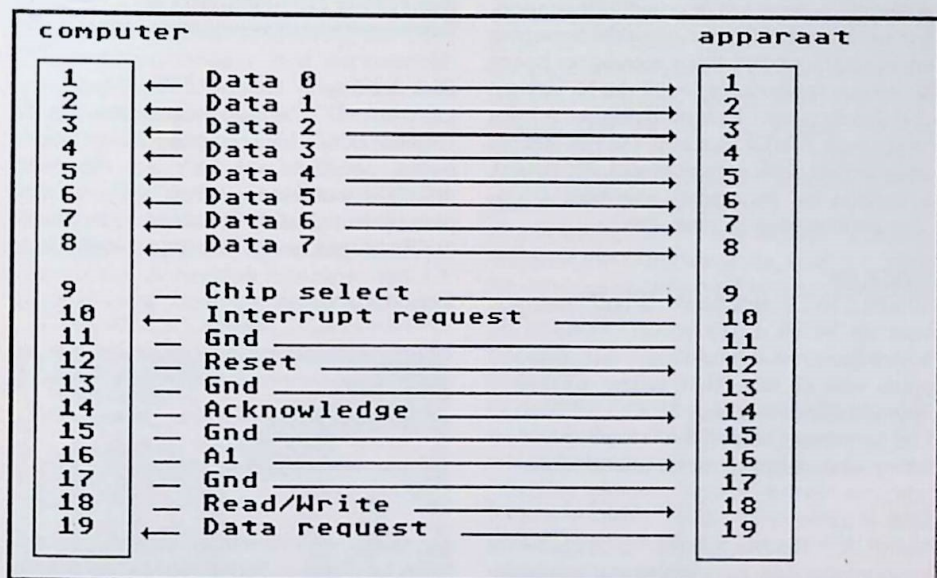 computer apparaat
1 Data 0 1
2 Data 1 2
3 Data 2 3
4 Data 3 4
5 Data 4 5
6 Data 5 6
7 Data 6 7
8 Data 7 8
9 Chip select 9
10 Interrupt request 10
11 Gnd 11
12 Reset 12
13 Gnd 13
14 Acknowledge 14
15 Gnd 15
16 A1 16
17 Gnd 17
18 Read/Write 18
19 Data request 19